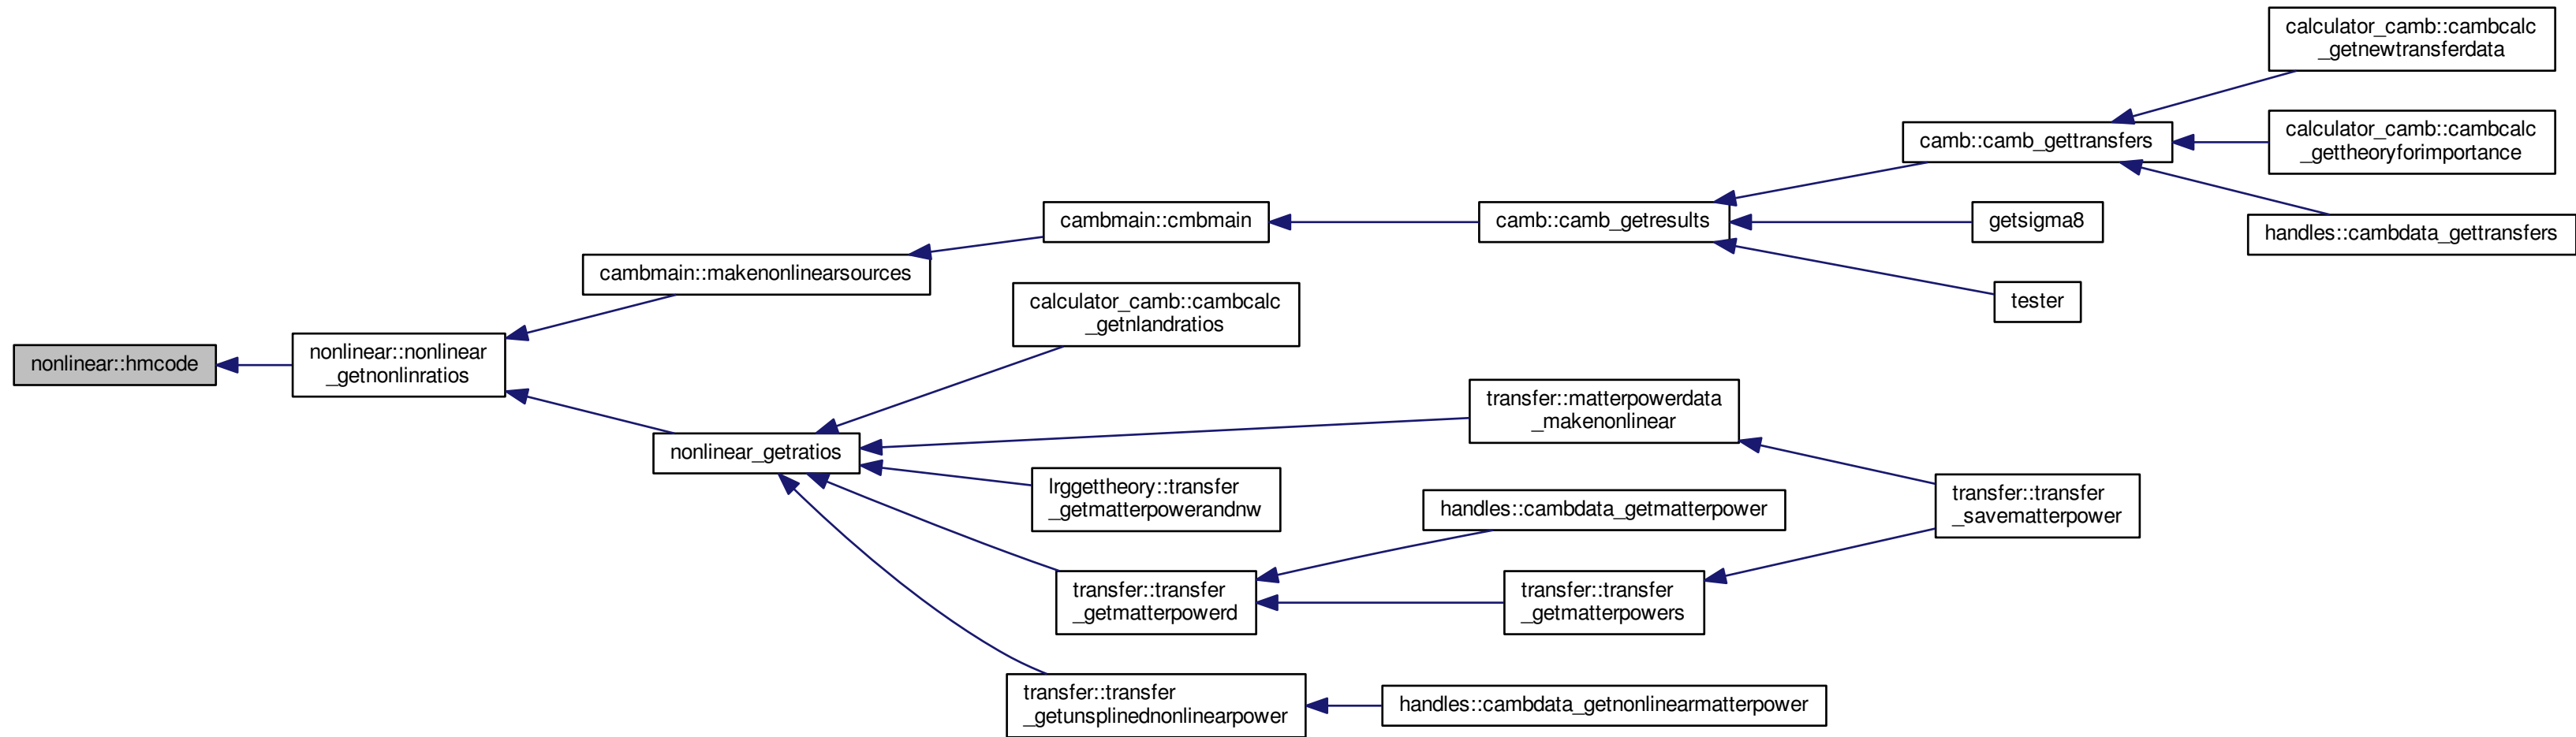 calculator_camb::cambcalc
_getnewtransferdata
calculator_camb::cambcalc
_gettheoryforimportance
camb::camb_gettransfers
handles::cambdata_gettransfers
cambmain::cmbmain
camb::camb_getresults
getsigma8
cambmain::makenonlinearsources
tester
calculator_camb::cambcalc
_getnlandratios
nonlinear::hmcode
nonlinear::nonlinear
_getnonlinratios
transfer::matterpowerdata
_makenonlinear
nonlinear_getratios
lrggettheory::transfer
_getmatterpowerandnw
handles::cambdata_getmatterpower
transfer::transfer
_savematterpower
transfer::transfer
_getmatterpowerd
transfer::transfer
_getmatterpowers
transfer::transfer
_getunsplinednonlinearpower
handles::cambdata_getnonlinearmatterpower